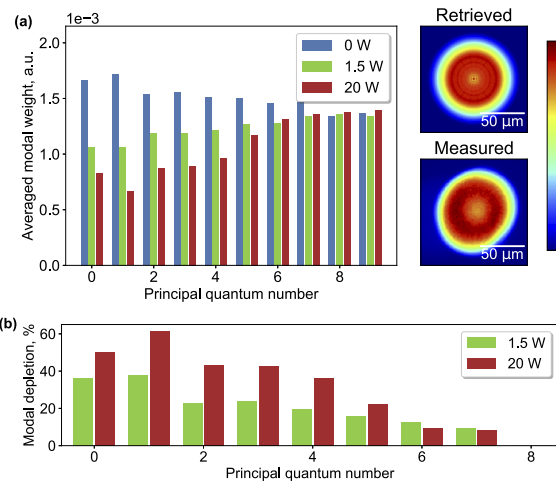 (a)
1e−3
Averaged modal weight, a.u.
2.0
1.5
1.0
0.5
0.0
0 W
1.5 W
20 W
0 2 4 6 8
Principal quantum number
Retrieved
50 μm
Measured
50 μm
(b)
Modal depletion, %
60
40
20
0
1.5 W
20 W
0 2 4 6 8
Principal quantum number